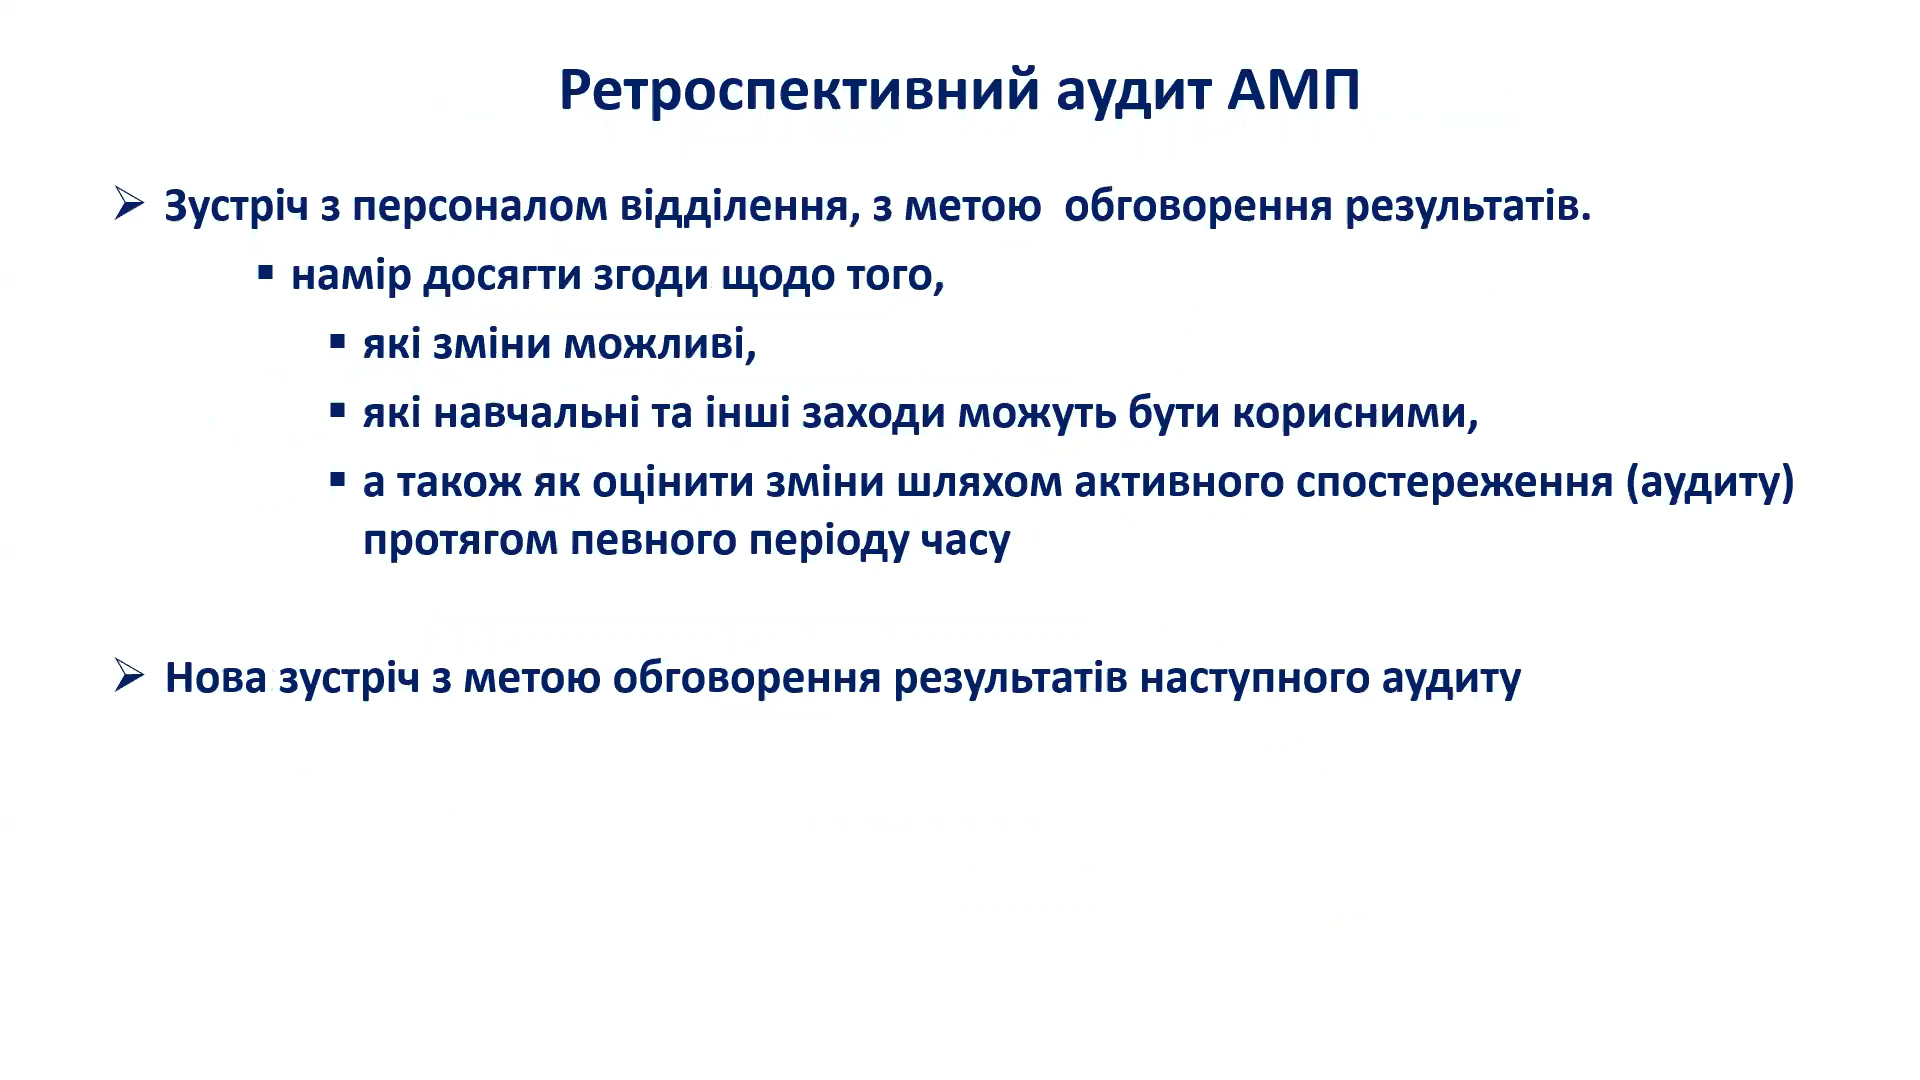 Ретроспективний аудит АМП
Зустріч з персоналом відділення, з метою  обговорення результатів.
намір досягти згоди щодо того,
які зміни можливі,
які навчальні та інші заходи можуть бути корисними,
а також як оцінити зміни шляхом активного спостереження (аудиту)
протягом певного періоду часу
Нова зустріч з метою обговорення результатів наступного аудиту